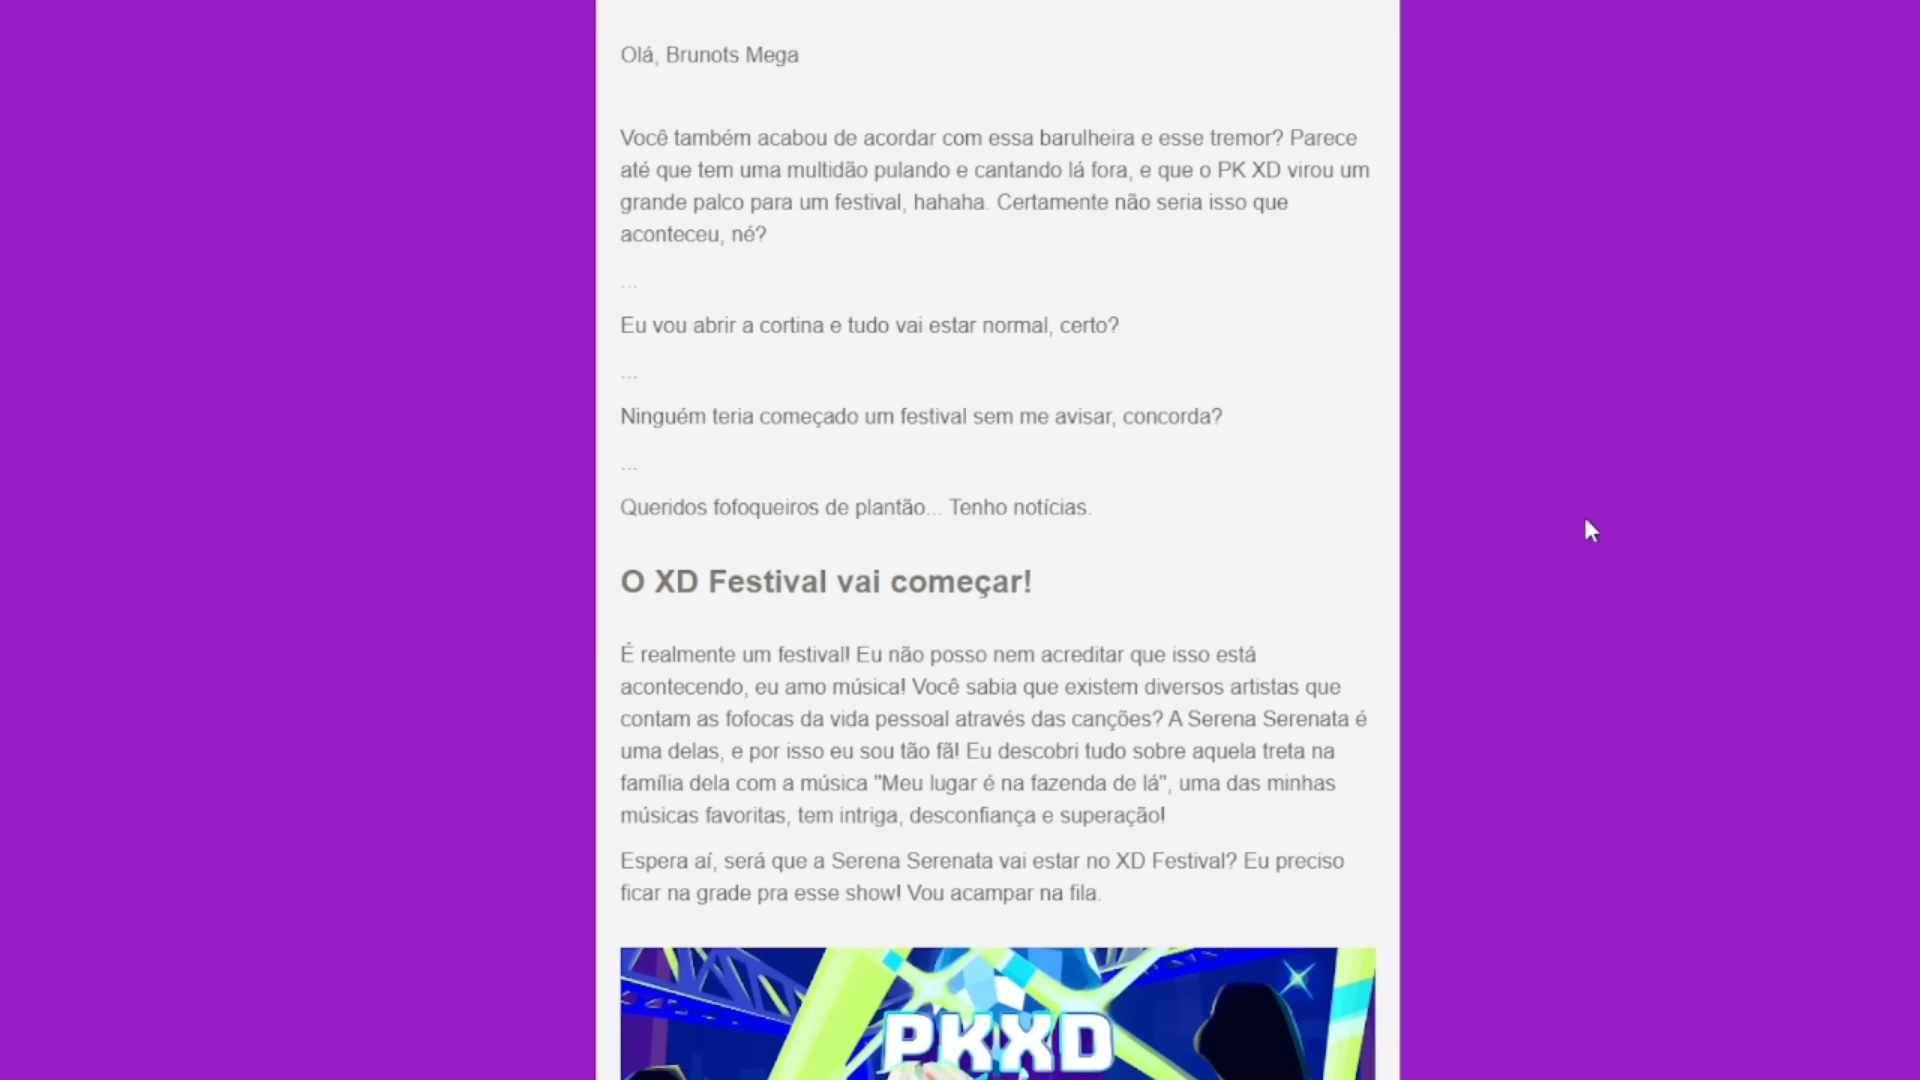 Olá, Brunots Mega
Você também acabou de acordar com essa barulheira e esse tremor? Parece
até que tem uma multidão pulando e cantando lá fora, e que o PK XD virou um
grande palco para um festival, hahaha. Certamente não seria isso que
aconteceu, né?
...
Eu vou abrir a cortina e tudo vai estar normal, certo?
...
Ninguém teria começado um festival sem me avisar, concorda?
...
Queridos fofoqueiros de plantão... Tenho notícias.
O XD Festival vai começar!
É realmente um festival! Eu não posso nem acreditar que isso está
acontecendo, eu amo música! Você sabia que existem diversos artistas que
contam as fofocas da vida pessoal através das canções? A Serena Serenata é
uma delas, e por isso eu sou tão fã! Eu descobri tudo sobre aquela treta na
família dela com a música "Meu lugar é na fazenda de lá", uma das minhas
músicas favoritas, tem intriga, desconfiança e superação!
Espera aí, será que a Serena Serenata vai estar no XD Festival? Eu preciso
ficar na grade pra esse show! Vou acampar na fila.
PKXD